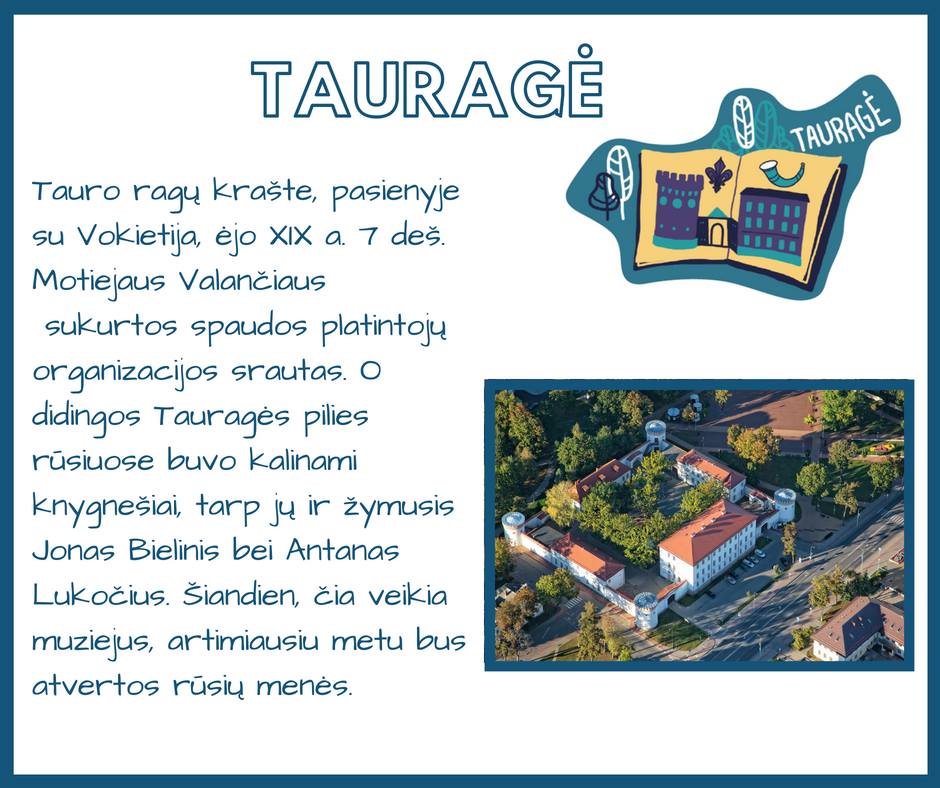 TAURAGĖ
TAURAGĖ
Tauro ragų krašte, pasienyje
su Vokietija, ėjo XIX a. 7 deš.
Motiejaus Valančiaus
sukurtos spaudos platintojų
organizacijos srautas. O
didingos Tauragės pilies
rūsiuose buvo kalinami
knygnešiai, tarp jų ir žymusis
Jonas Bielinis bei Antanas
Lukočius. Šiandien, čia veikia
muziejus, artimiausiu metu bus
atvertos rūsių menės.